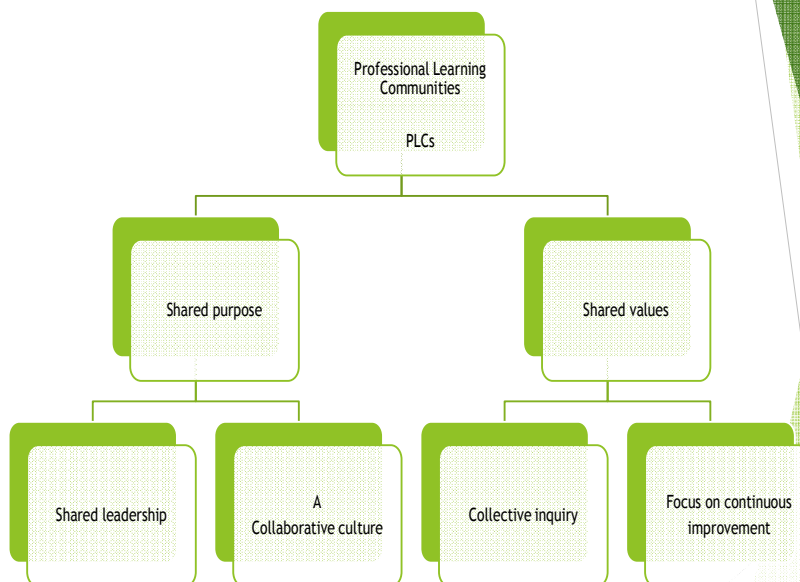 Professional Learning
Communities
PLCs
Shared purpose
Shared values
Shared leadership
A
Collaborative culture
Collective inquiry
Focus on continuous
improvement